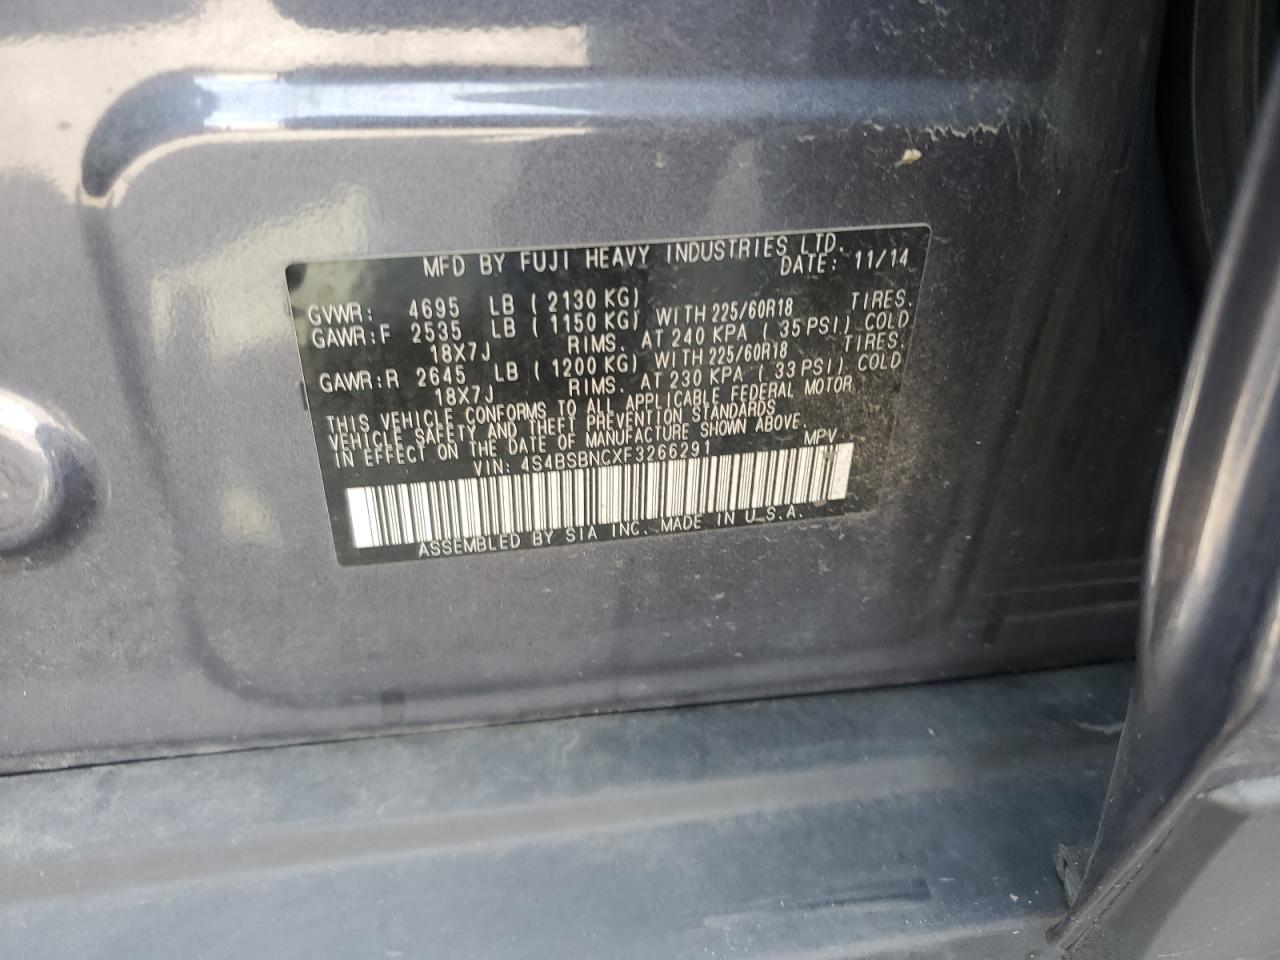 MFD BY FUJI HEAVY INDUSTRIES LTD.
DATE: 11/14
GVWR: 4695 LB ( 2130 KG)
GAWR:F 2535 LB ( 1150 KG) WITH 225/60R18 TIRES.
18X7J RIMS. AT 240 KPA ( 35 PSI) COLD
GAWR:R 2645 LB ( 1200 KG) WITH 225/60R18 TIRES.
18X7J RIMS. AT 230 KPA ( 33 PSI) COLD
THIS VEHICLE CONFORMS TO ALL APPLICABLE FEDERAL MOTOR
VEHICLE SAFETY AND THEFT PREVENTION STANDARDS
IN EFFECT ON THE DATE OF MANUFACTURE SHOWN ABOVE.
VIN: 4S4BSBNCXF3266291 MPV
ASSEMBLED BY SIA INC. MADE IN U.S.A.